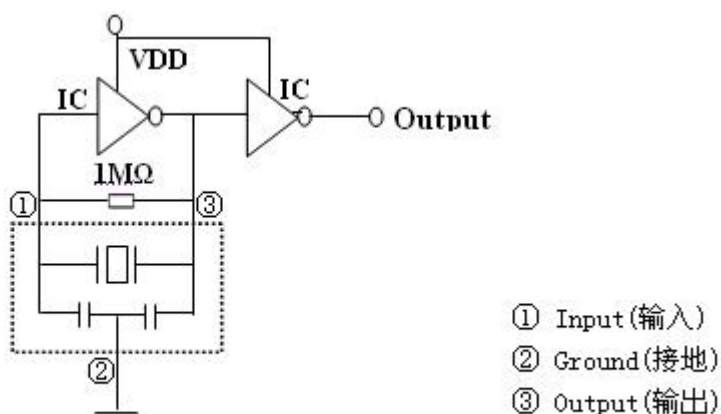 VDD
IC
IC
Output
1MΩ
①
③
②
① Input(输入)
② Ground(接地)
③ Output(输出)